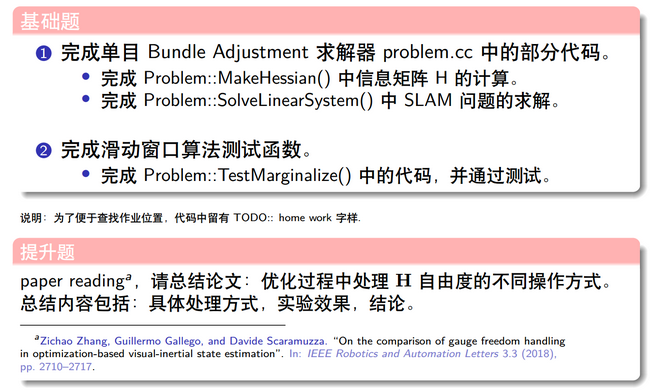 基础题
1 完成单目 Bundle Adjustment 求解器 problem.cc 中的部分代码。
• 完成 Problem::MakeHessian() 中信息矩阵 H 的计算。
• 完成 Problem::SolveLinearSystem() 中 SLAM 问题的求解。
2 完成滑动窗口算法测试函数。
• 完成 Problem::TestMarginalize() 中的代码，并通过测试。
说明：为了便于查找作业位置，代码中留有 TODO:: home work 字样.
提升题
paper reading^a，请总结论文：优化过程中处理 H 自由度的不同操作方式。
总结内容包括：具体处理方式，实验效果，结论。
^aZichao Zhang, Guillermo Gallego, and Davide Scaramuzza. “On the comparison of gauge freedom handling
in optimization-based visual-inertial state estimation”. In: IEEE Robotics and Automation Letters 3.3 (2018),
pp. 2710–2717.